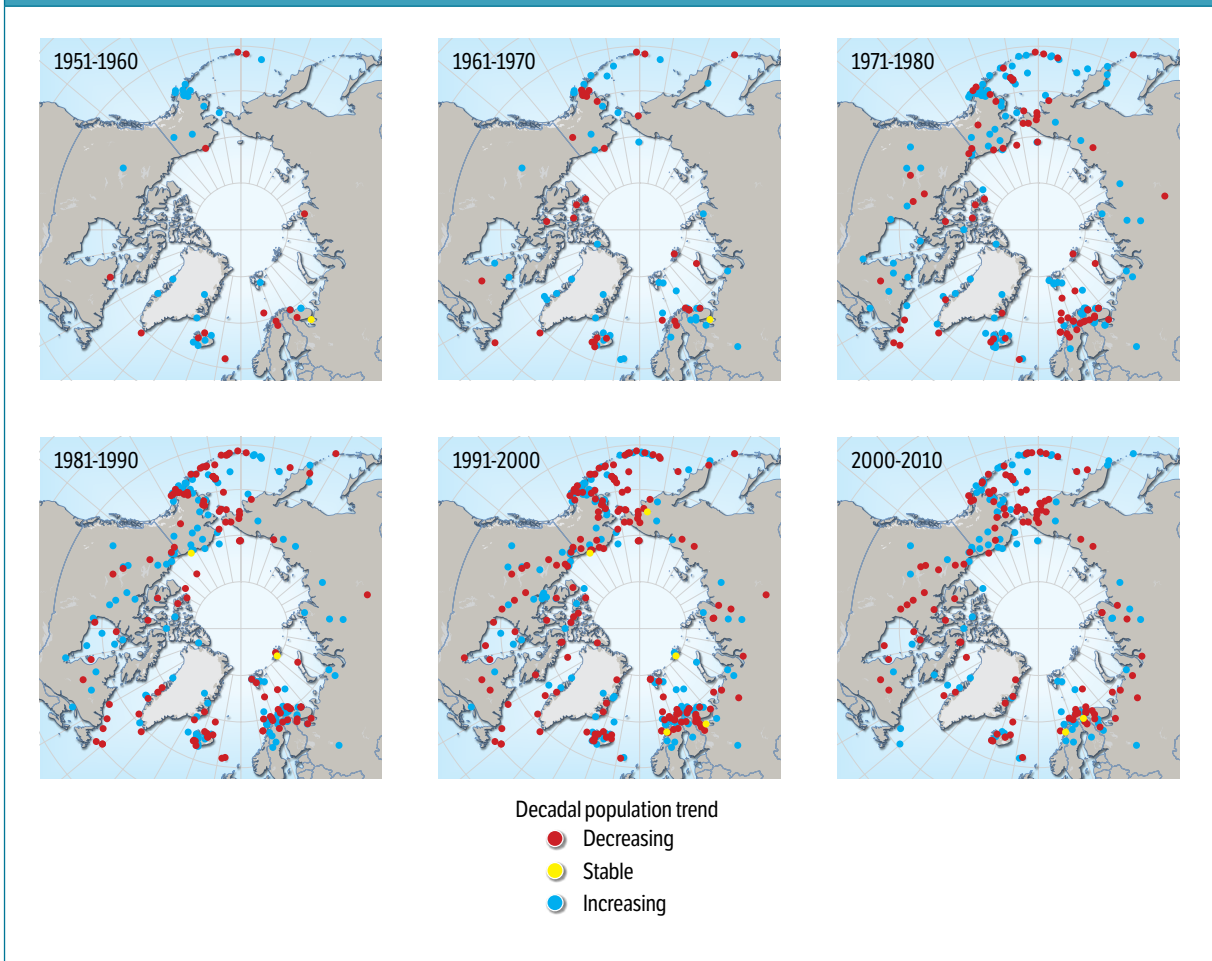 1951-1960
1961-1970
1971-1980
1981-1990
1991-2000
2000-2010
Decadal population trend
Decreasing
Stable
Increasing